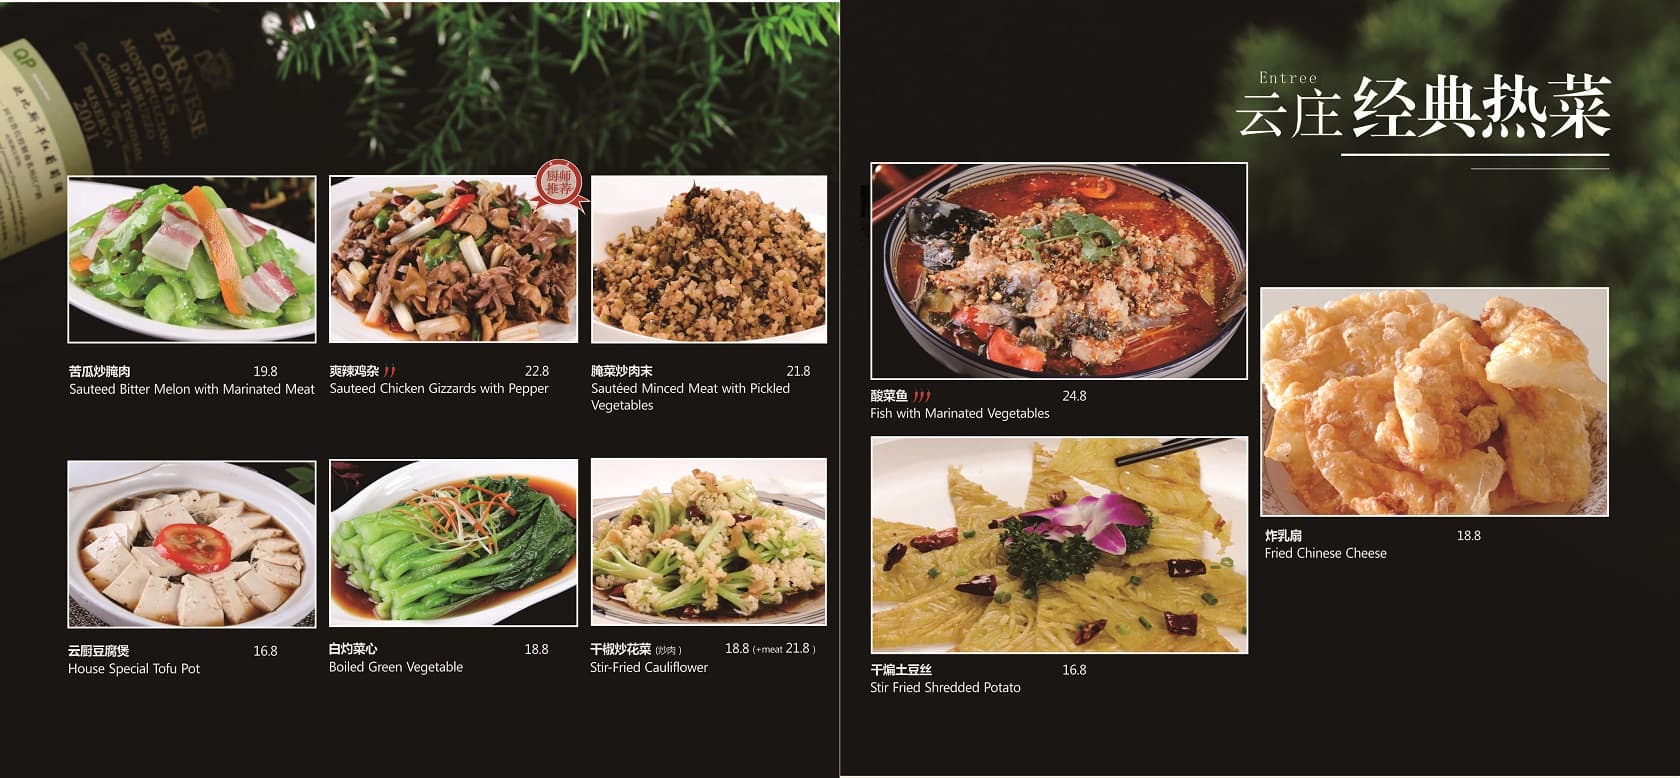 QP
FARNESE
OPIS
MONTEPULCIANO
D'ABRUZZO
Colline Teramane
RISERVA
2001
厨师
推荐
苦瓜炒腌肉 19.8
Sauteed Bitter Melon with Marinated Meat
爽辣鸡杂 22.8
Sauteed Chicken Gizzards with Pepper
腌菜炒肉末 21.8
Sautéed Minced Meat with Pickled
Vegetables
云厨豆腐煲 16.8
House Special Tofu Pot
白灼菜心 18.8
Boiled Green Vegetable
干椒炒花菜 (炒肉) 18.8 (+meat 21.8 )
Stir-Fried Cauliflower
Entree
云庄 经典热菜
酸菜鱼 24.8
Fish with Marinated Vegetables
干煸土豆丝 16.8
Stir Fried Shredded Potato
炸乳扇 18.8
Fried Chinese Cheese